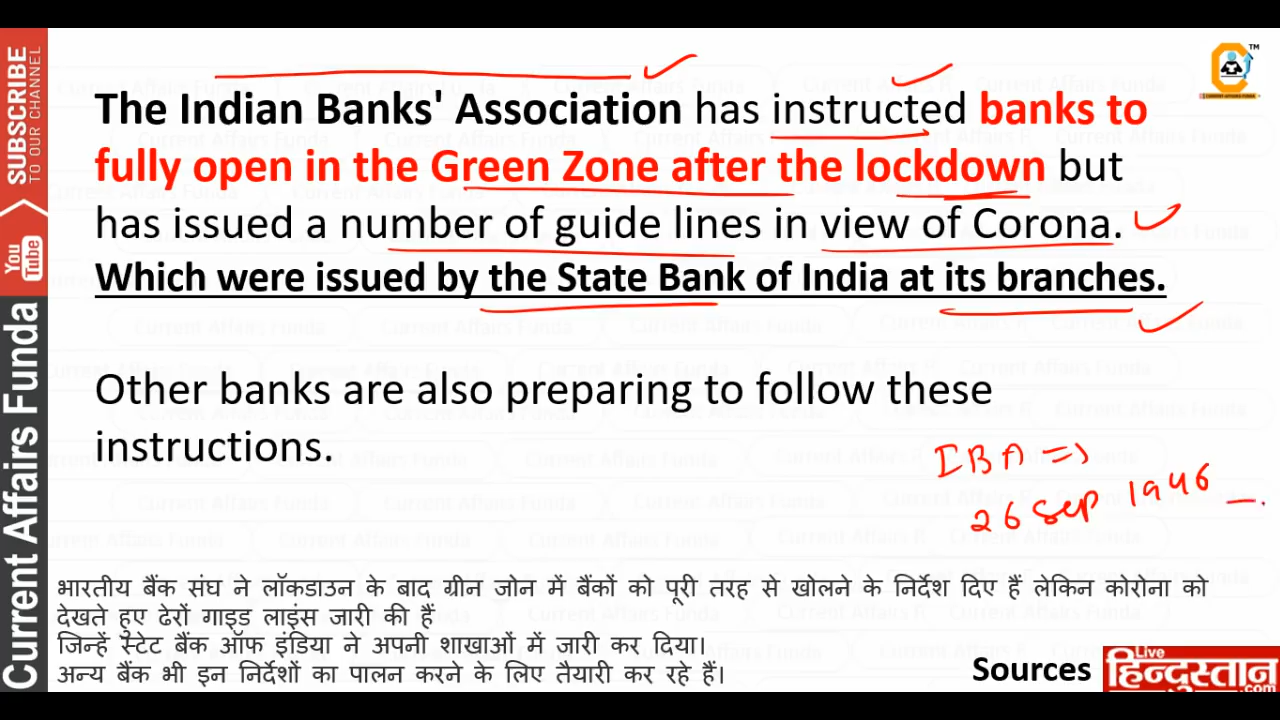 SUBSCRIBE
TO OUR CHANNEL
You Tube
Current Affairs Funda
TM
CURRENT AFFAIRS FUNDA
The Indian Banks' Association has instructed banks to
fully open in the Green Zone after the lockdown but
has issued a number of guide lines in view of Corona.
Which were issued by the State Bank of India at its branches.
Other banks are also preparing to follow these
instructions.
IBA =>
26 Sep 1946
भारतीय बैंक संघ ने लॉकडाउन के बाद ग्रीन जोन में बैंकों को पूरी तरह से खोलने के निर्देश दिए हैं लेकिन कोरोना को
देखते हुए ढेरों गाइड लाइंस जारी की हैं
जिन्हें स्टेट बैंक ऑफ इंडिया ने अपनी शाखाओं में जारी कर दिया।
अन्य बैंक भी इन निर्देशों का पालन करने के लिए तैयारी कर रहे हैं।
Sources
Live
हिन्दुस्तान
.com